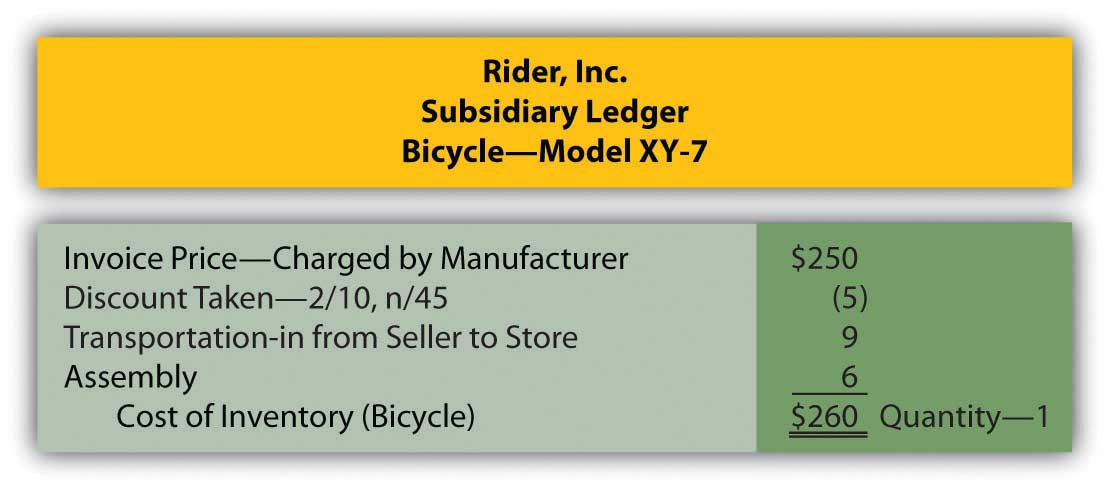 Rider, Inc.
Subsidiary Ledger
Bicycle—Model XY-7
Invoice Price—Charged by Manufacturer $250
Discount Taken—2/10, n/45 (5)
Transportation-in from Seller to Store 9
Assembly 6
Cost of Inventory (Bicycle) $260 Quantity—1